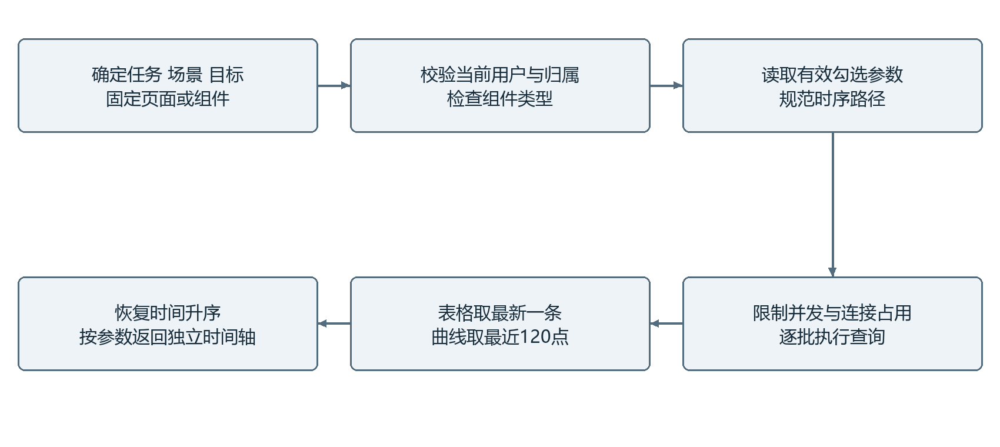 确定任务 场景 目标
固定页面或组件
校验当前用户与归属
检查组件类型
读取有效勾选参数
规范时序路径
限制并发与连接占用
逐批执行查询
表格取最新一条
曲线取最近120点
恢复时间升序
按参数返回独立时间轴